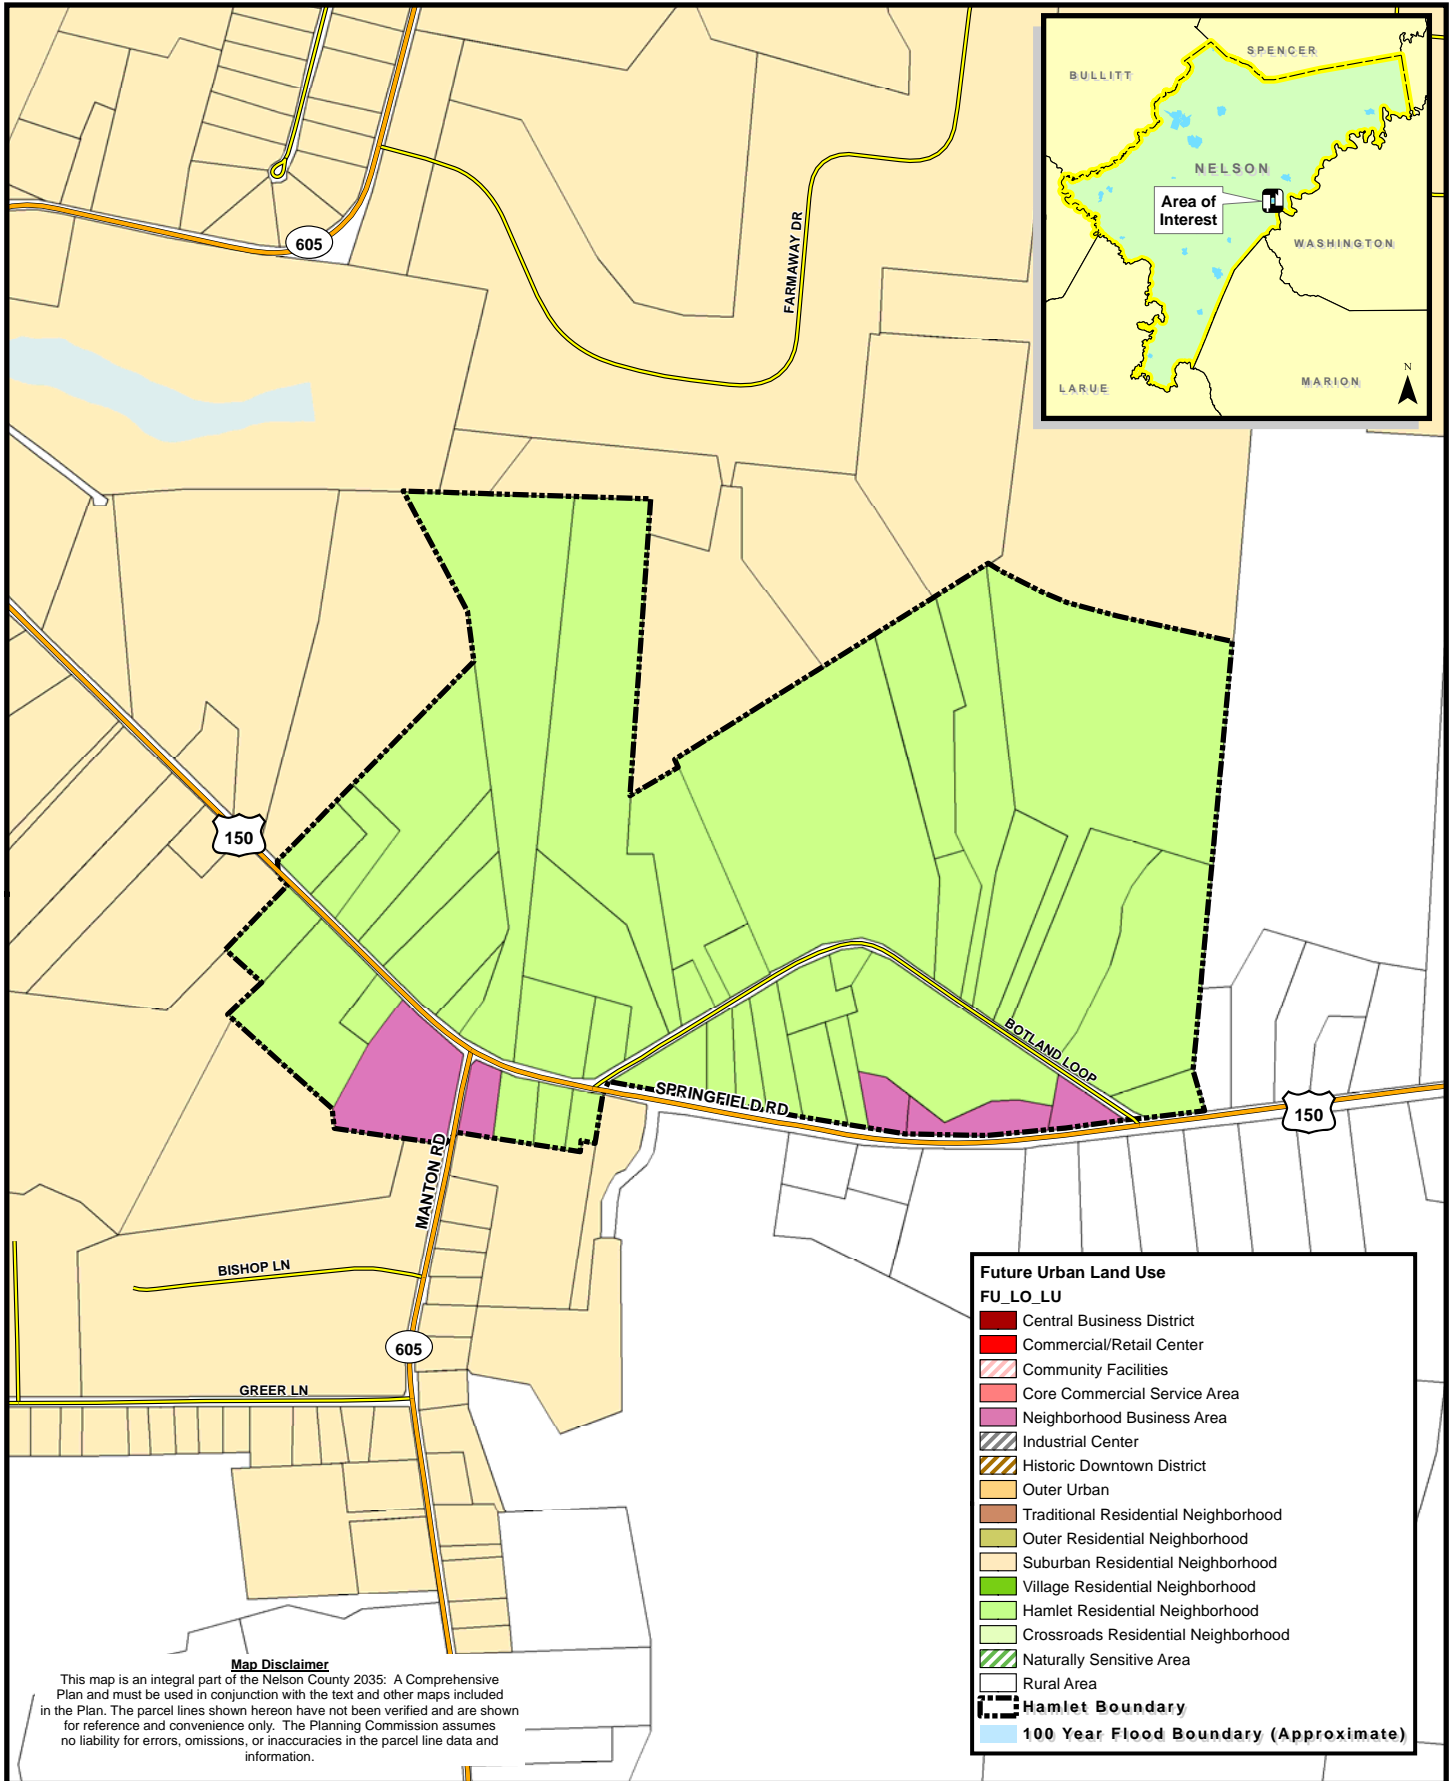 SPENCER
BULLITT
NELSON
Area of
Interest
WASHINGTON
LARUE
MARION
N
605
FARMAWAY DR
150
BOTLAND LOOP
SPRINGFIELD RD
150
MANTON RD
BISHOP LN
605
GREER LN
Future Urban Land Use
FU_LO_LU
Central Business District
Commercial/Retail Center
Community Facilities
Core Commercial Service Area
Neighborhood Business Area
Industrial Center
Historic Downtown District
Outer Urban
Traditional Residential Neighborhood
Outer Residential Neighborhood
Suburban Residential Neighborhood
Village Residential Neighborhood
Hamlet Residential Neighborhood
Crossroads Residential Neighborhood
Naturally Sensitive Area
Rural Area
Hamlet Boundary
100 Year Flood Boundary (Approximate)
Map Disclaimer
This map is an integral part of the Nelson County 2035: A Comprehensive
Plan and must be used in conjunction with the text and other maps included
in the Plan. The parcel lines shown hereon have not been verified and are shown
for reference and convenience only. The Planning Commission assumes
no liability for errors, omissions, or inaccuracies in the parcel line data and
information.